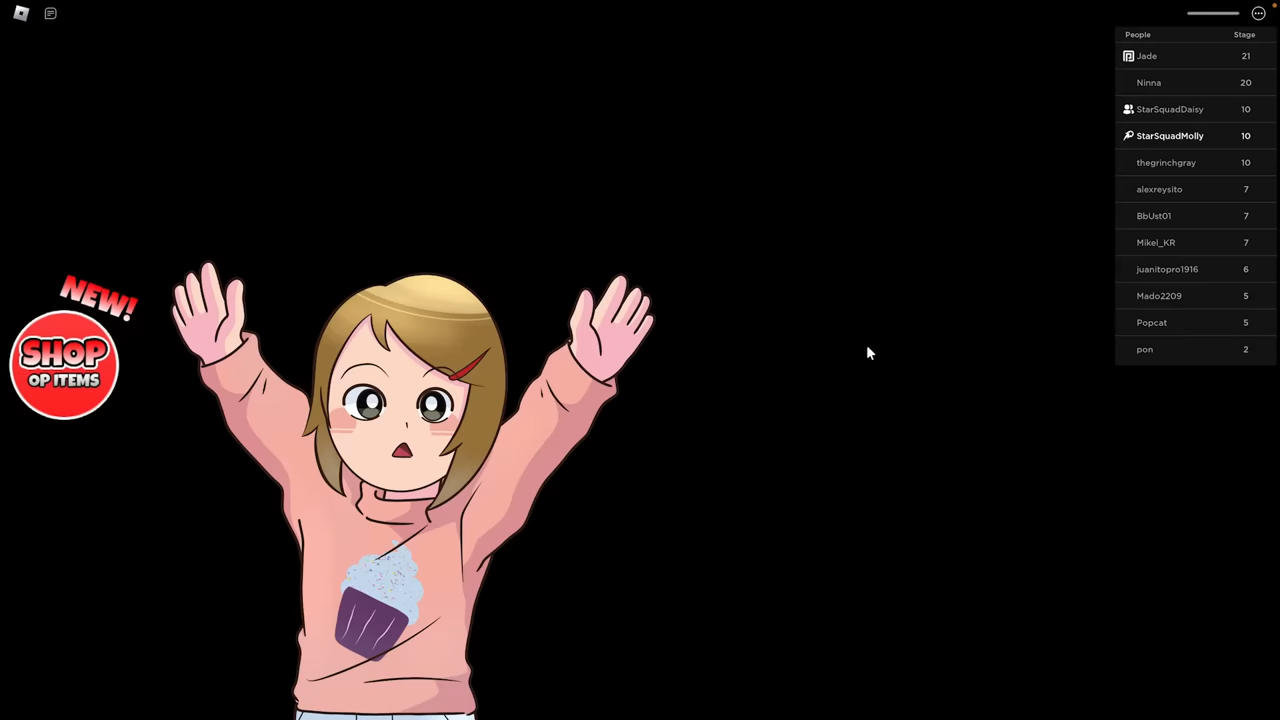 People Stage
Jade 21
Ninna 20
StarSquadDaisy 10
StarSquadMolly 10
thegrinchgray 10
alexreysito 7
BbUst01 7
Mikel_KR 7
juanitopro1916 6
Mado2209 5
Popcat 5
pon 2
NEW!
SHOP
OP ITEMS